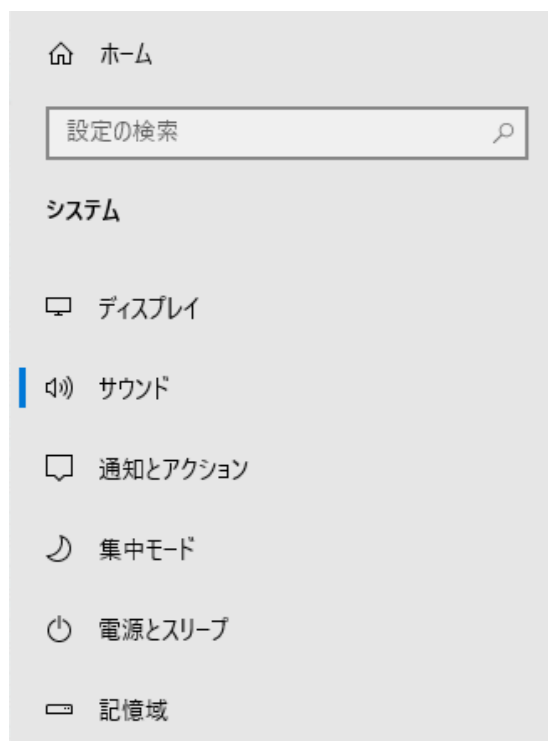 ホーム
設定の検索
システム
ディスプレイ
サウンド
通知とアクション
集中モード
電源とスリープ
記憶域